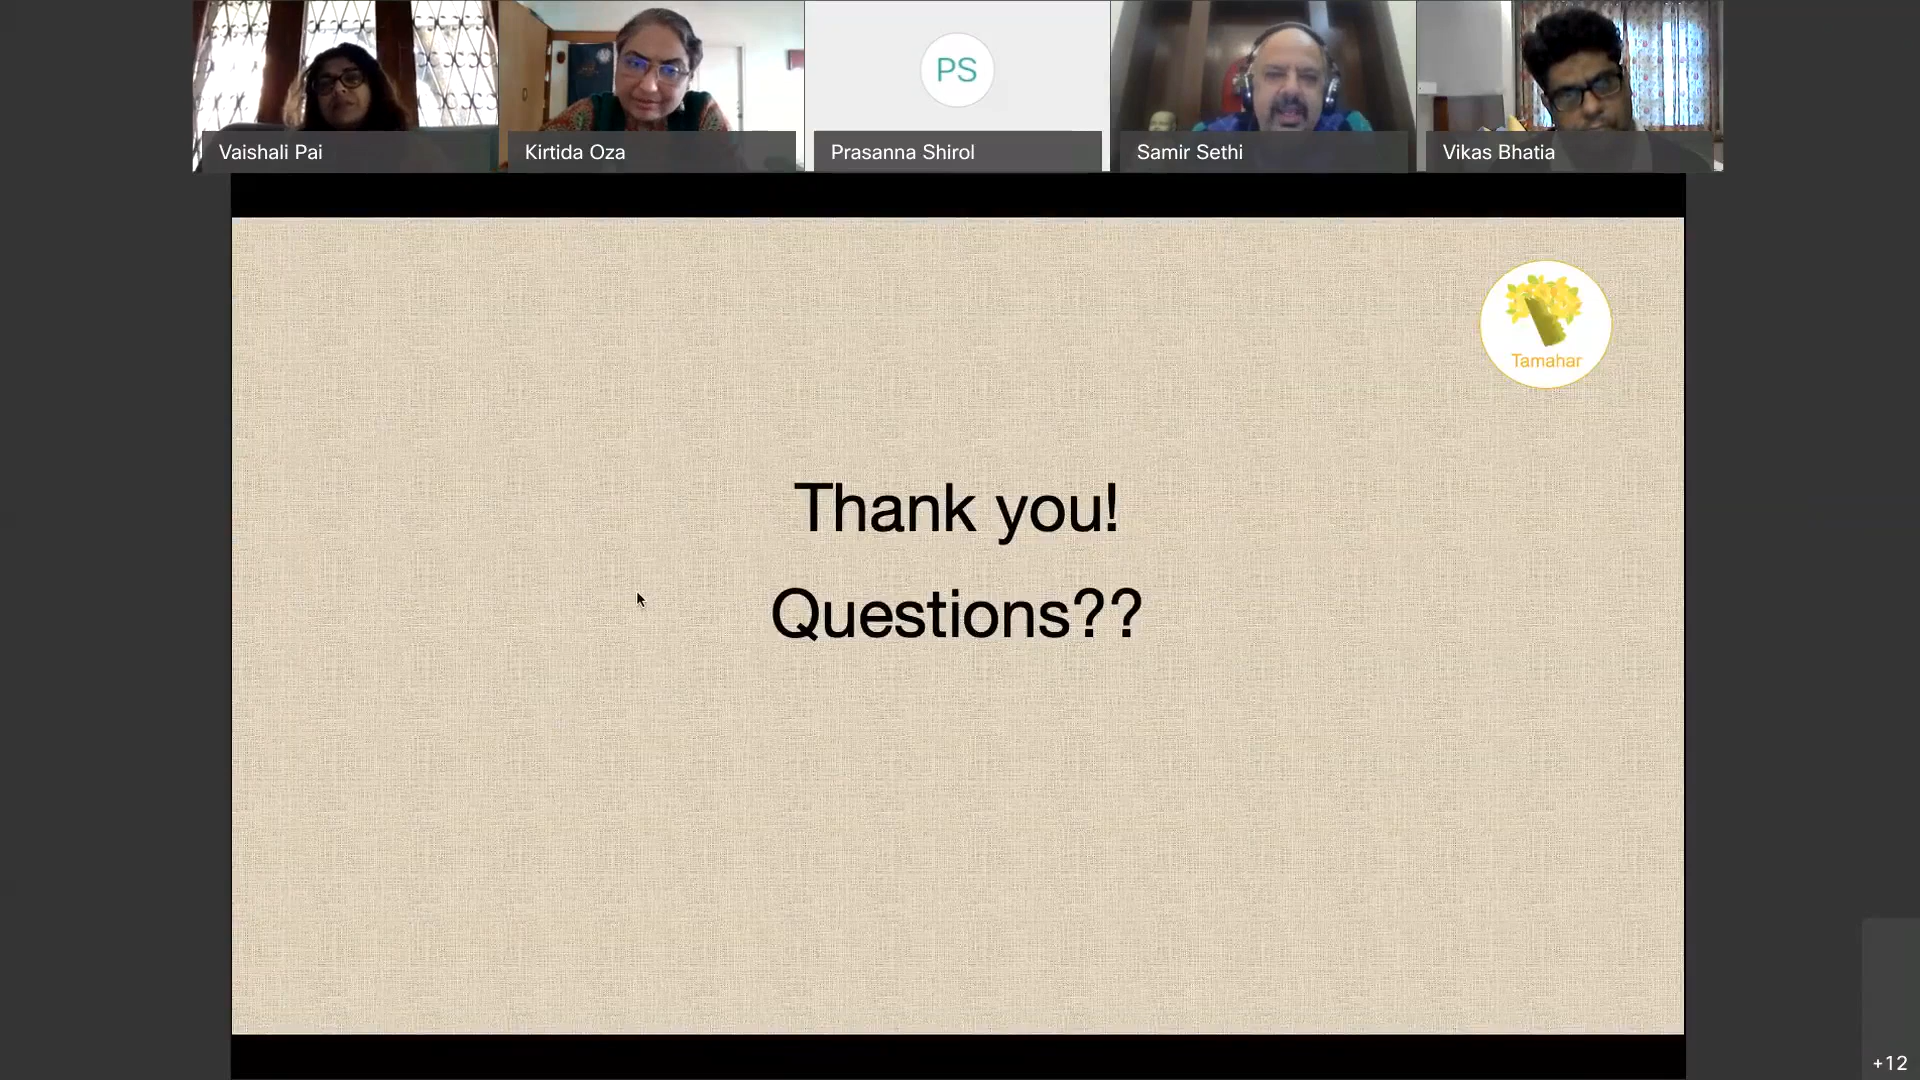 Vaishali Pai
Kirtida Oza
PS
Prasanna Shirol
Samir Sethi
Vikas Bhatia
Tamahar
Thank you!
Questions??
+12